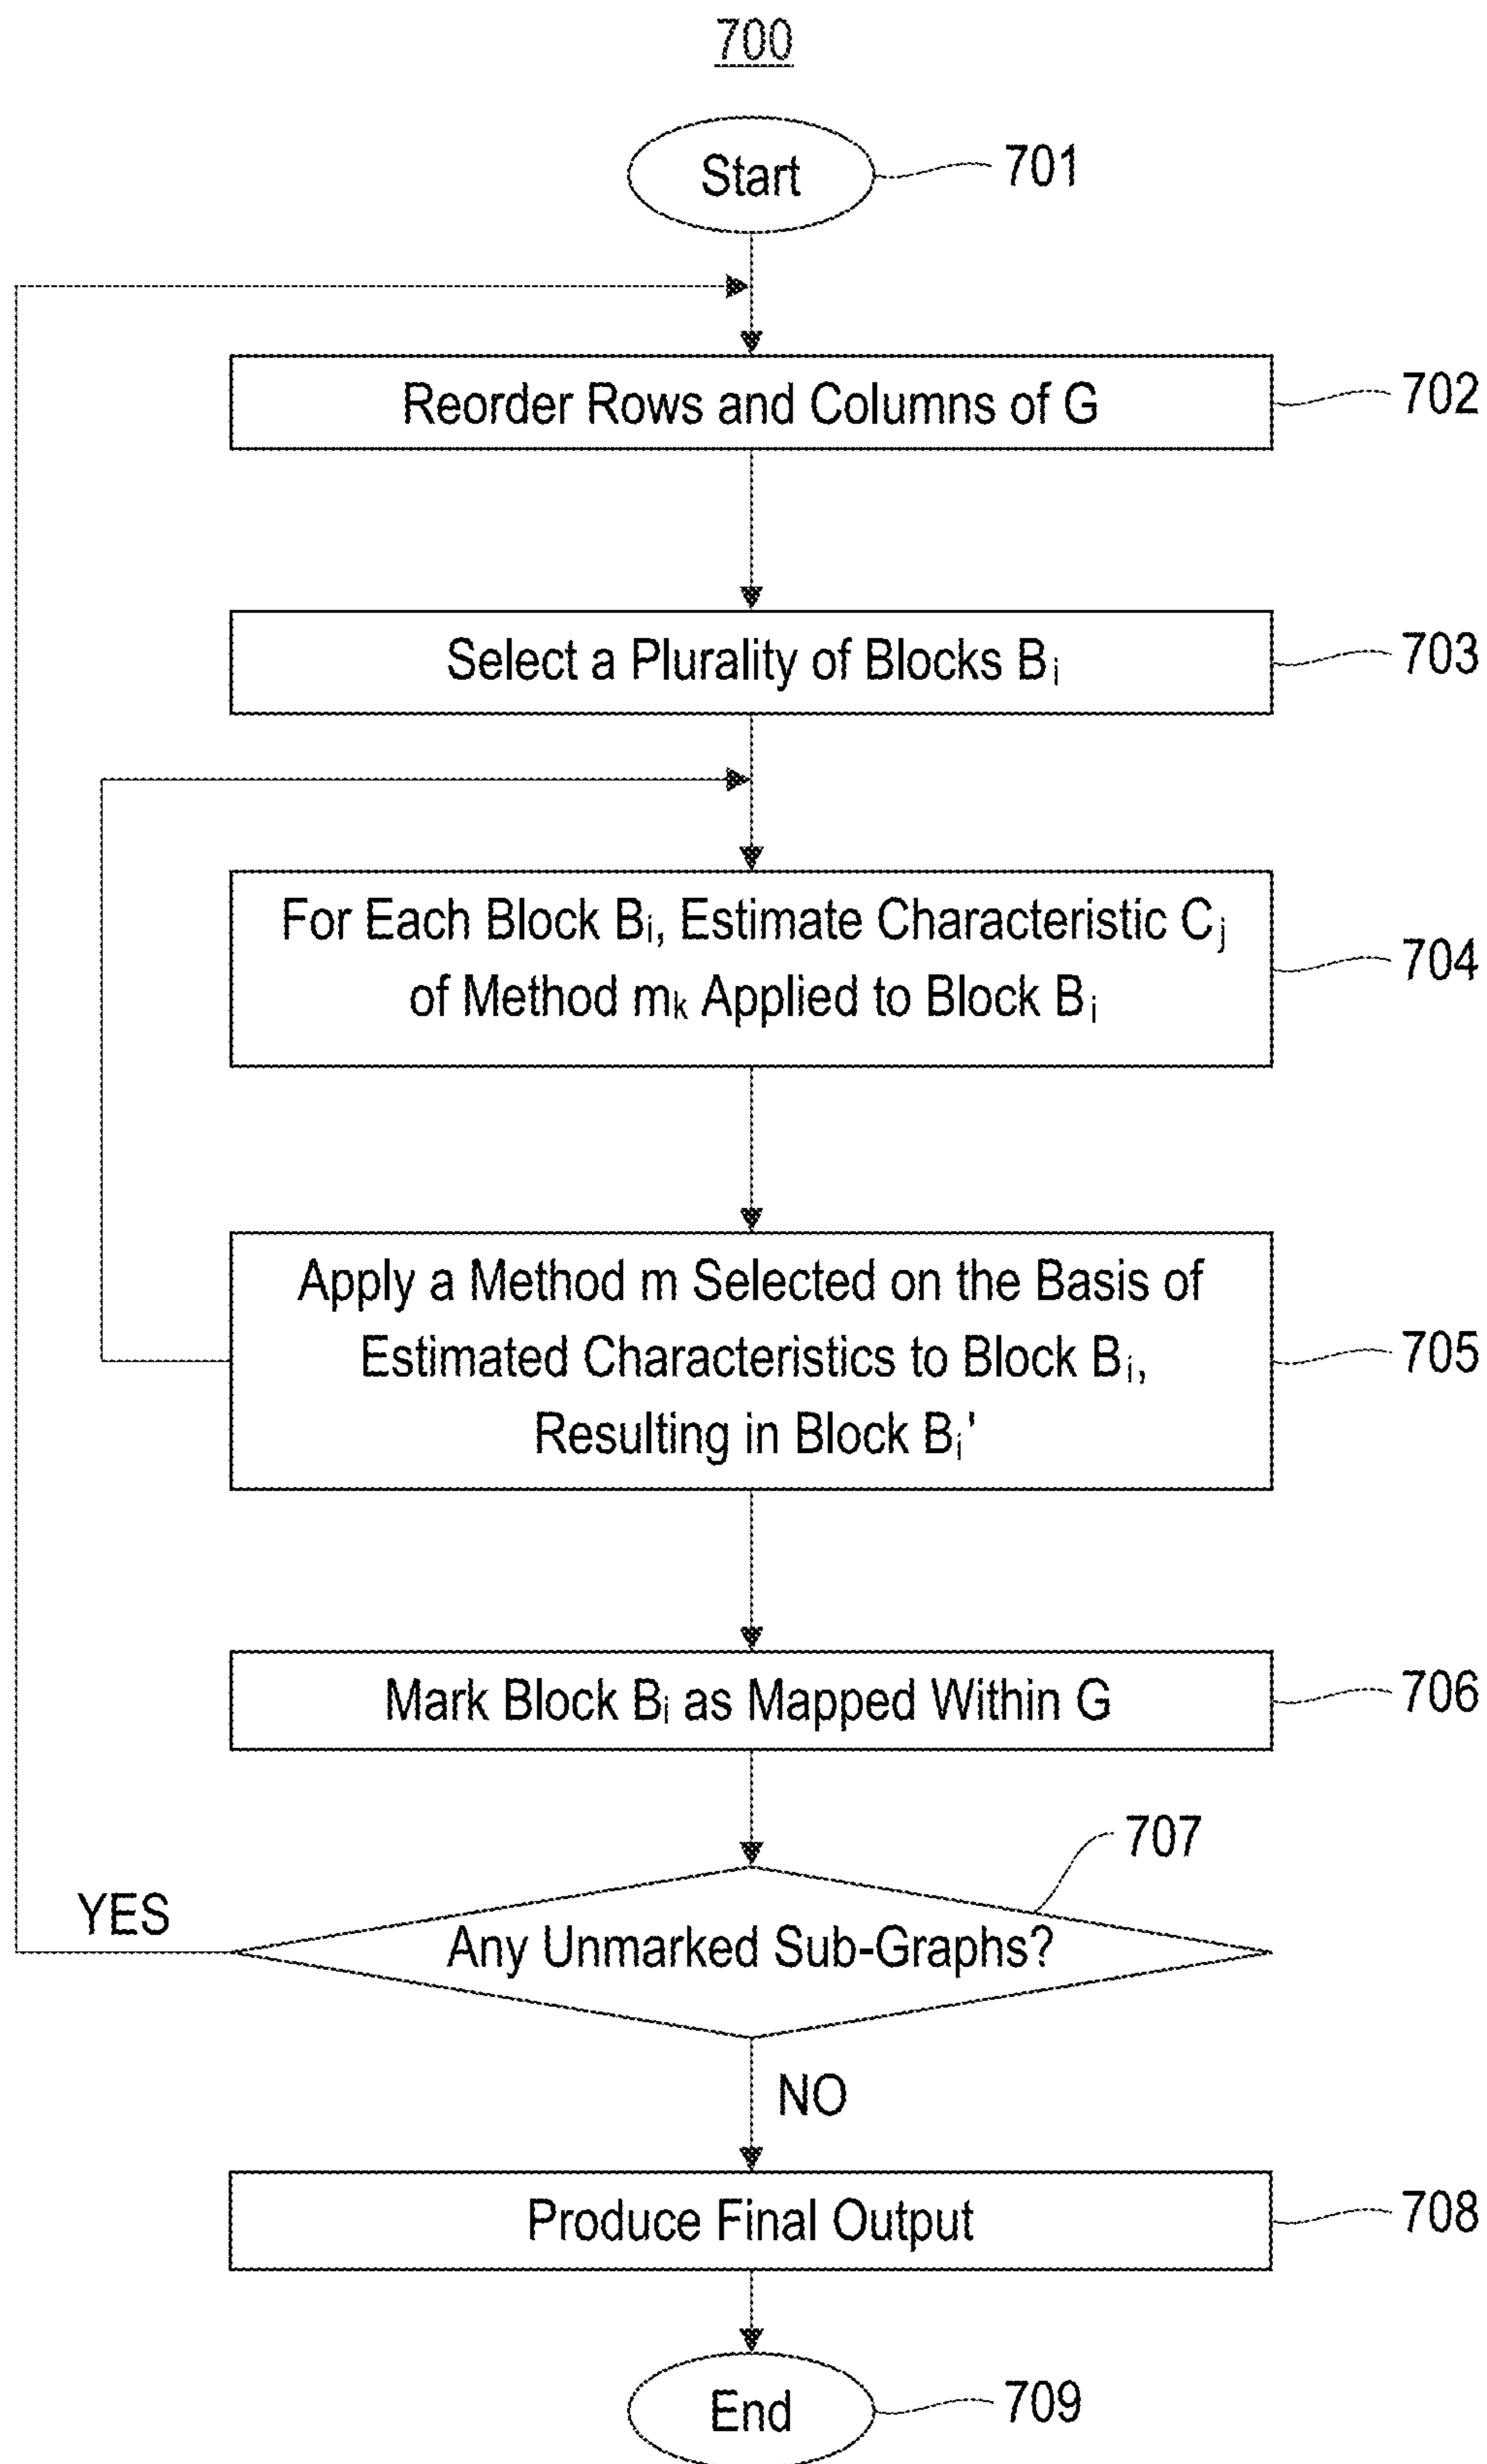 700
Start
701
Reorder Rows and Columns of G
702
Select a Plurality of Blocks Bi
703
For Each Block Bi, Estimate Characteristic Cj
of Method mk Applied to Block Bi
704
Apply a Method m Selected on the Basis of
Estimated Characteristics to Block Bi,
Resulting in Block Bi'
705
Mark Block Bi as Mapped Within G
706
707
YES
Any Unmarked Sub-Graphs?
NO
Produce Final Output
708
End
709